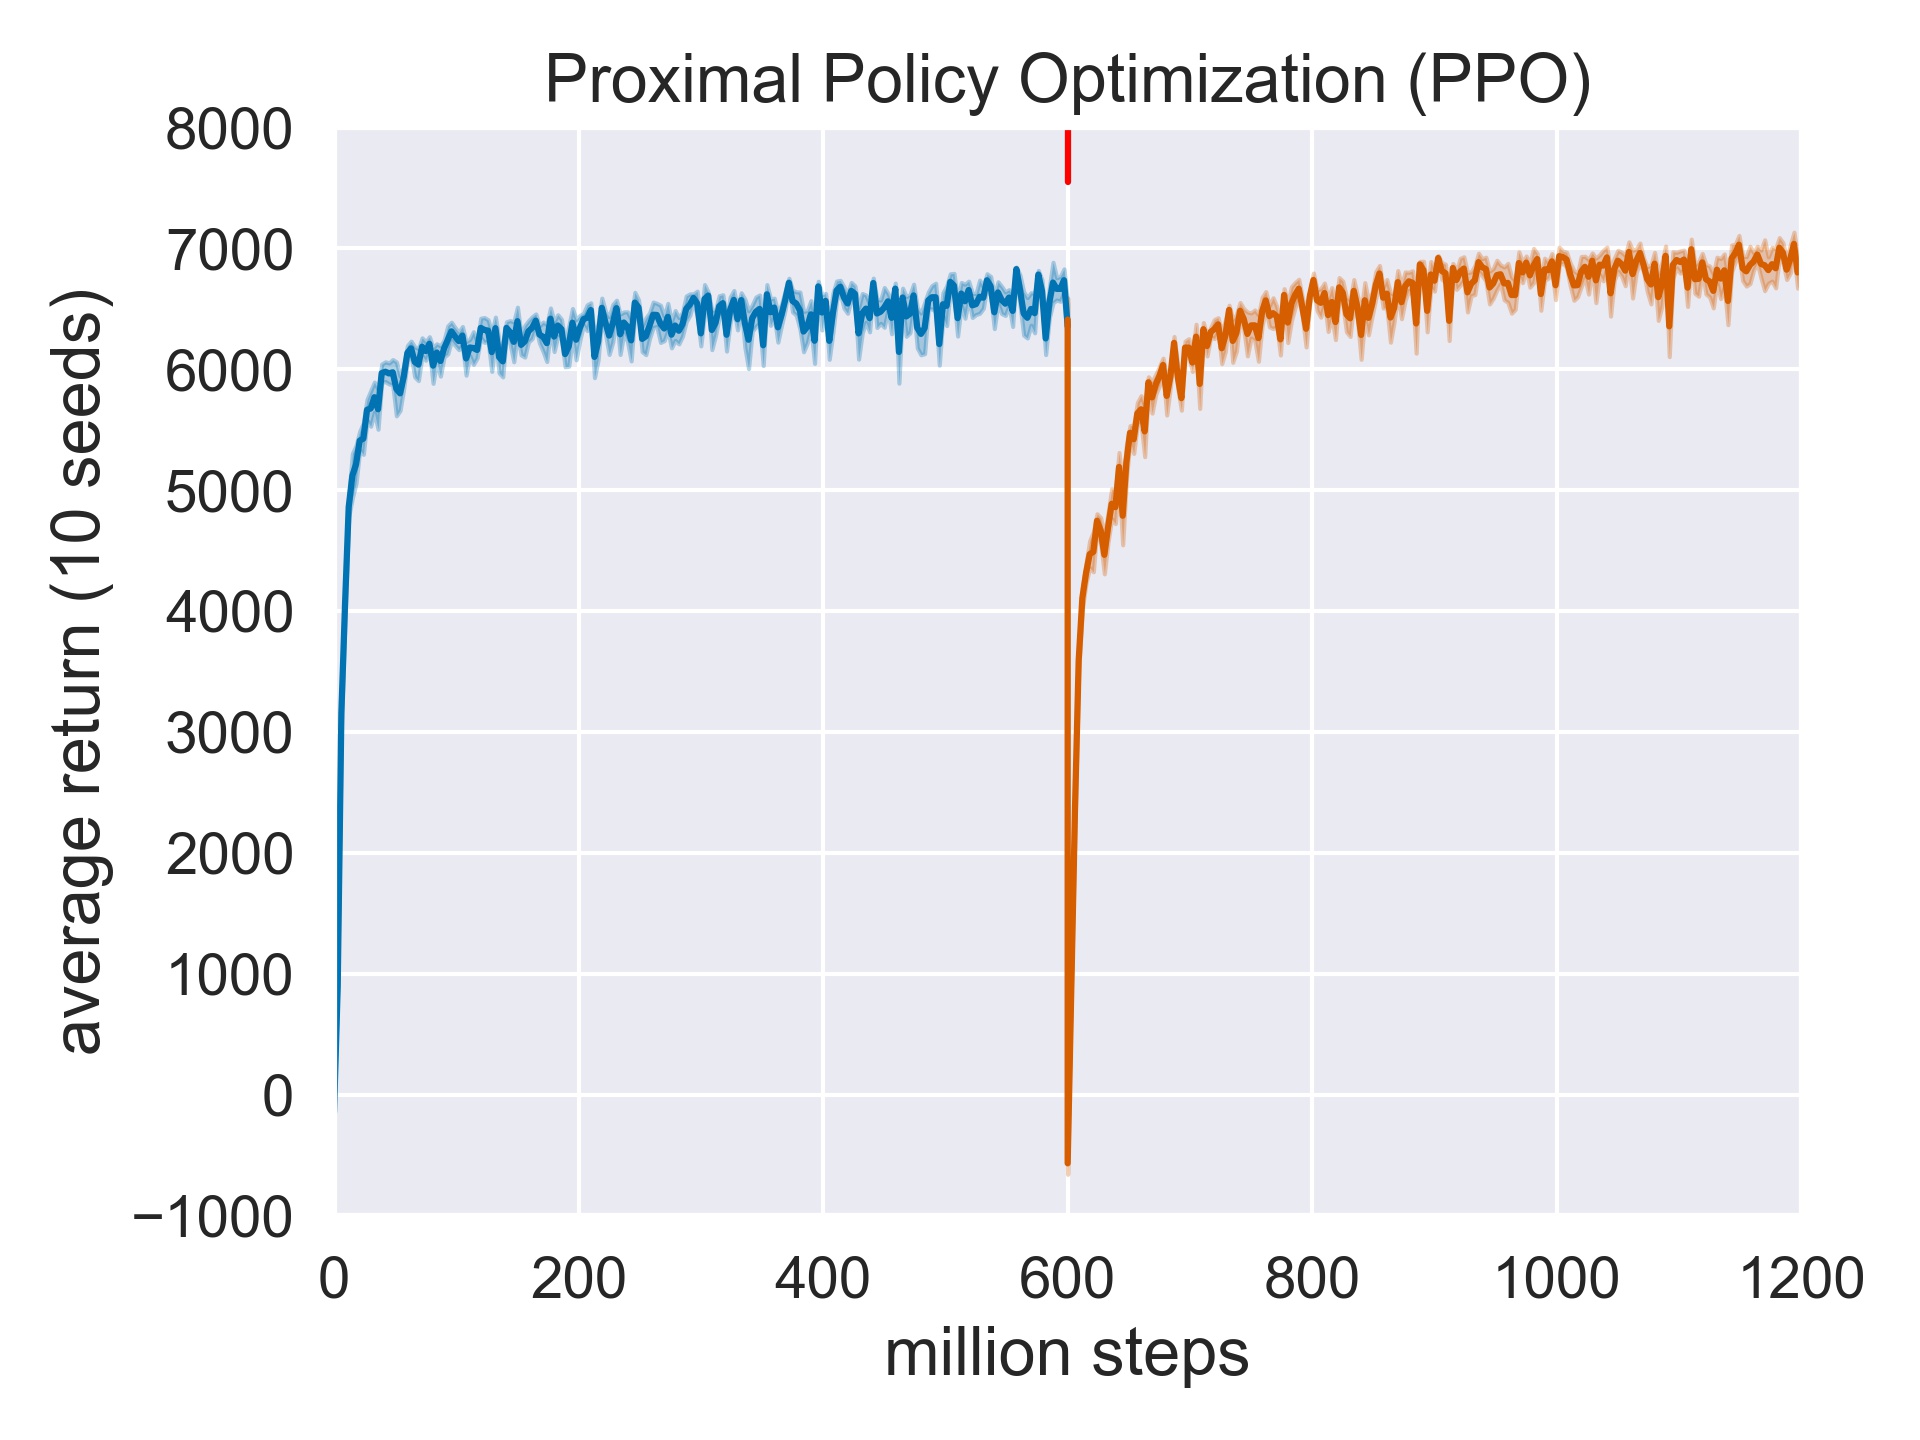 Proximal Policy Optimization (PPO)
8000
7000
6000
5000
4000
3000
2000
1000
0
−1000
average return (10 seeds)
0 200 400 600 800 1000 1200
million steps